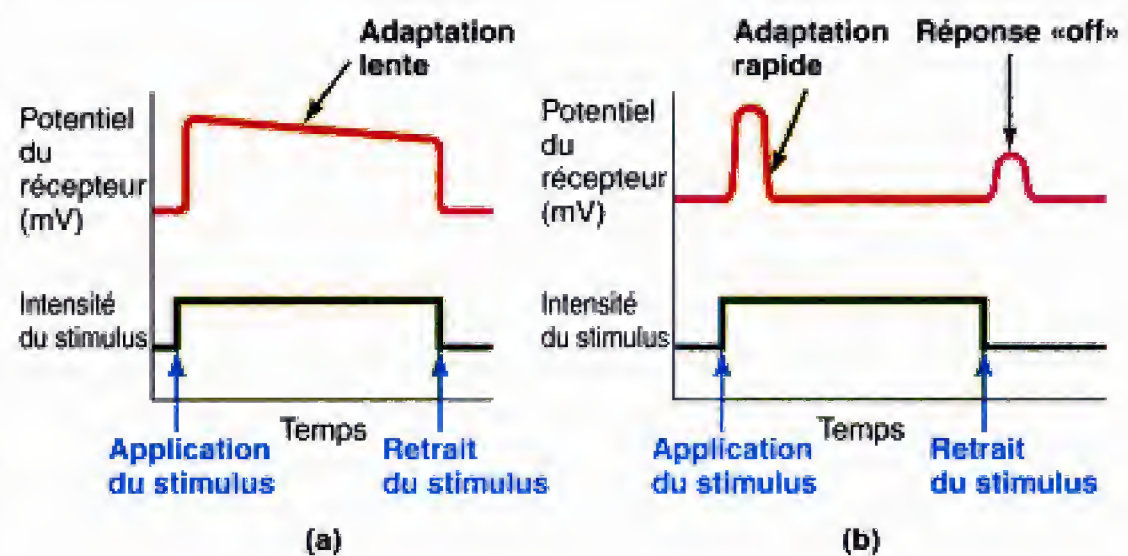 Adaptation
lente
Potentiel
du
récepteur
(mV)
Intensité
du stimulus
Temps
Application
du stimulus
Retrait
du stimulus
(a)
Adaptation
rapide
Réponse «off»
Potentiel
du
récepteur
(mV)
Intensité
du stimulus
Temps
Application
du stimulus
Retrait
du stimulus
(b)